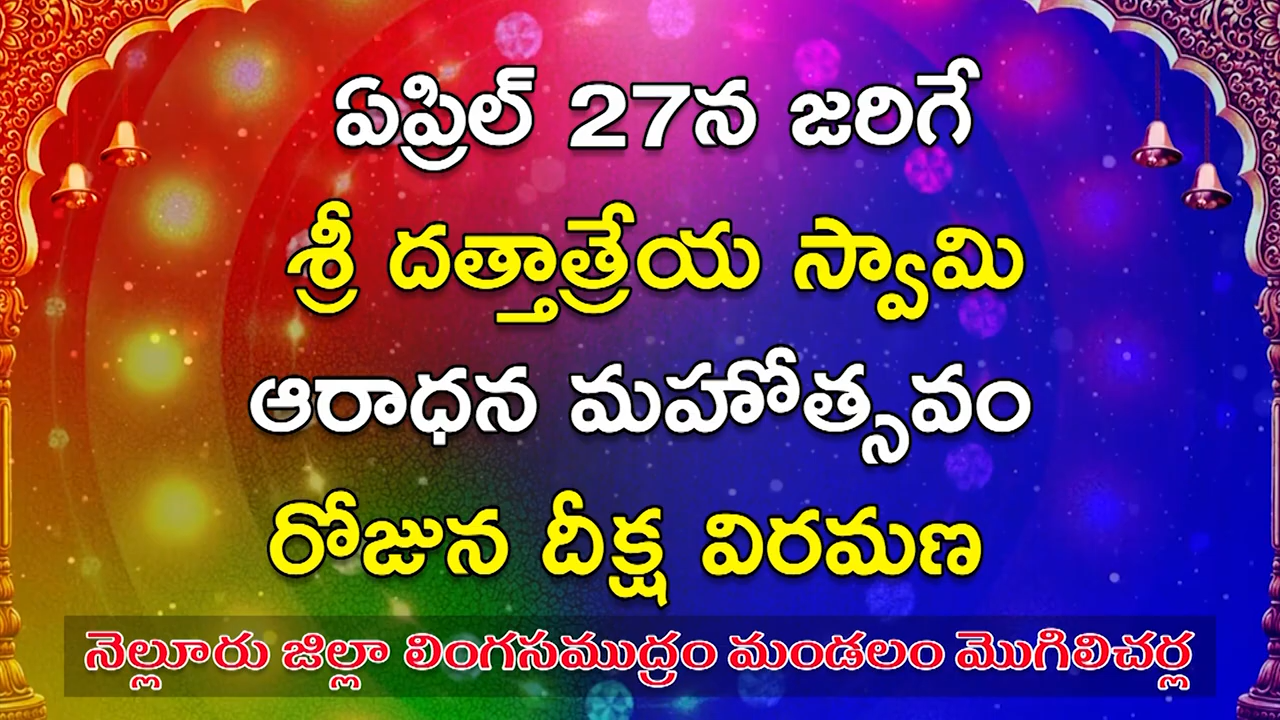 ఏప్రిల్ 27న జరిగే
శ్రీ దత్తాత్రేయ స్వామి
ఆరాధన మహోత్సవం
రోజున దీక్ష విరమణ
నెల్లూరు జిల్లా లింగసముద్రం మండలం మొగిలిచర్ల